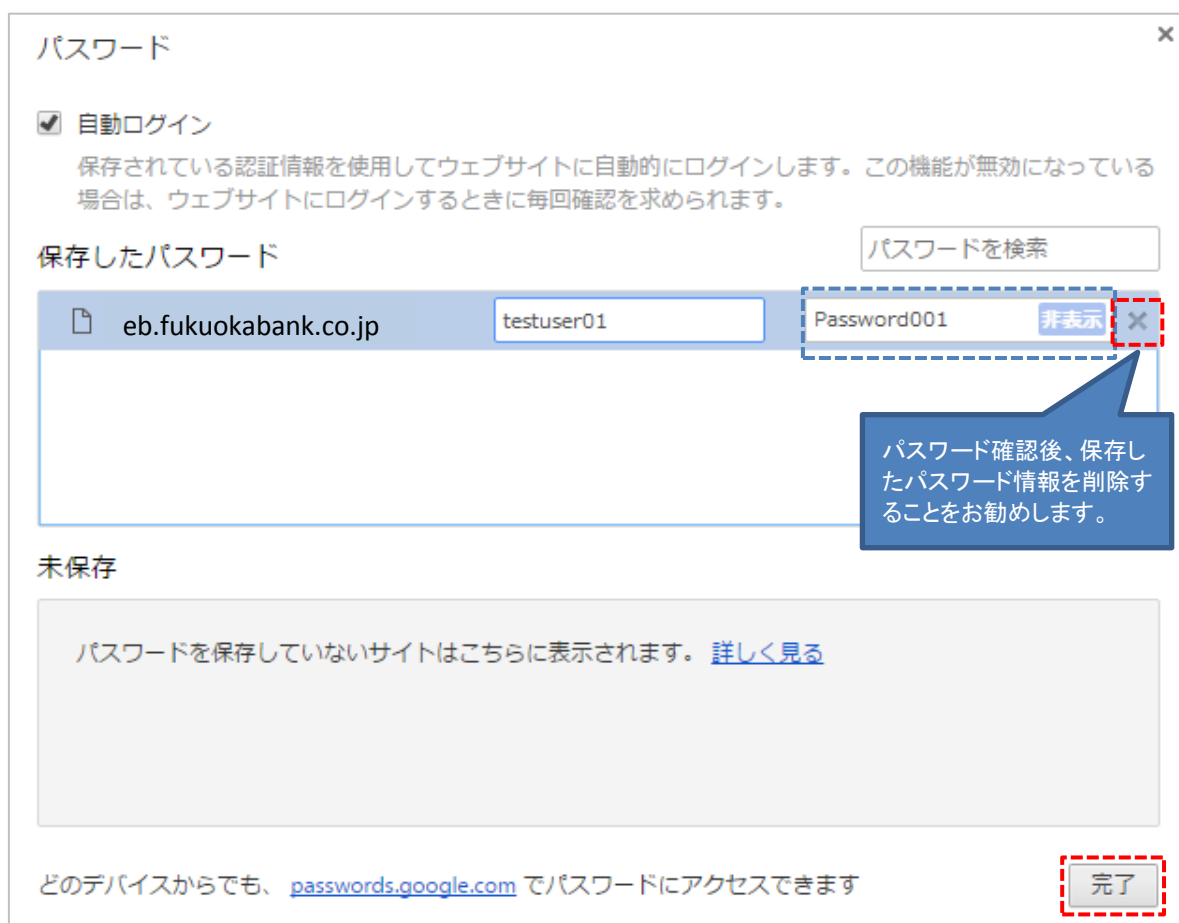 パスワード
×
自動ログイン
保存されている認証情報を使用してウェブサイトに自動的にログインします。この機能が無効になっている
場合は、ウェブサイトにログインするときに毎回確認を求められます。
保存したパスワード
パスワードを検索
eb.fukuokabank.co.jp testuser01 Password001 非表示 ×
パスワード確認後、保存し
たパスワード情報を削除す
ることをお勧めします。
未保存
パスワードを保存していないサイトはこちらに表示されます。 詳しく見る
どのデバイスからでも、 passwords.google.com でパスワードにアクセスできます
完了